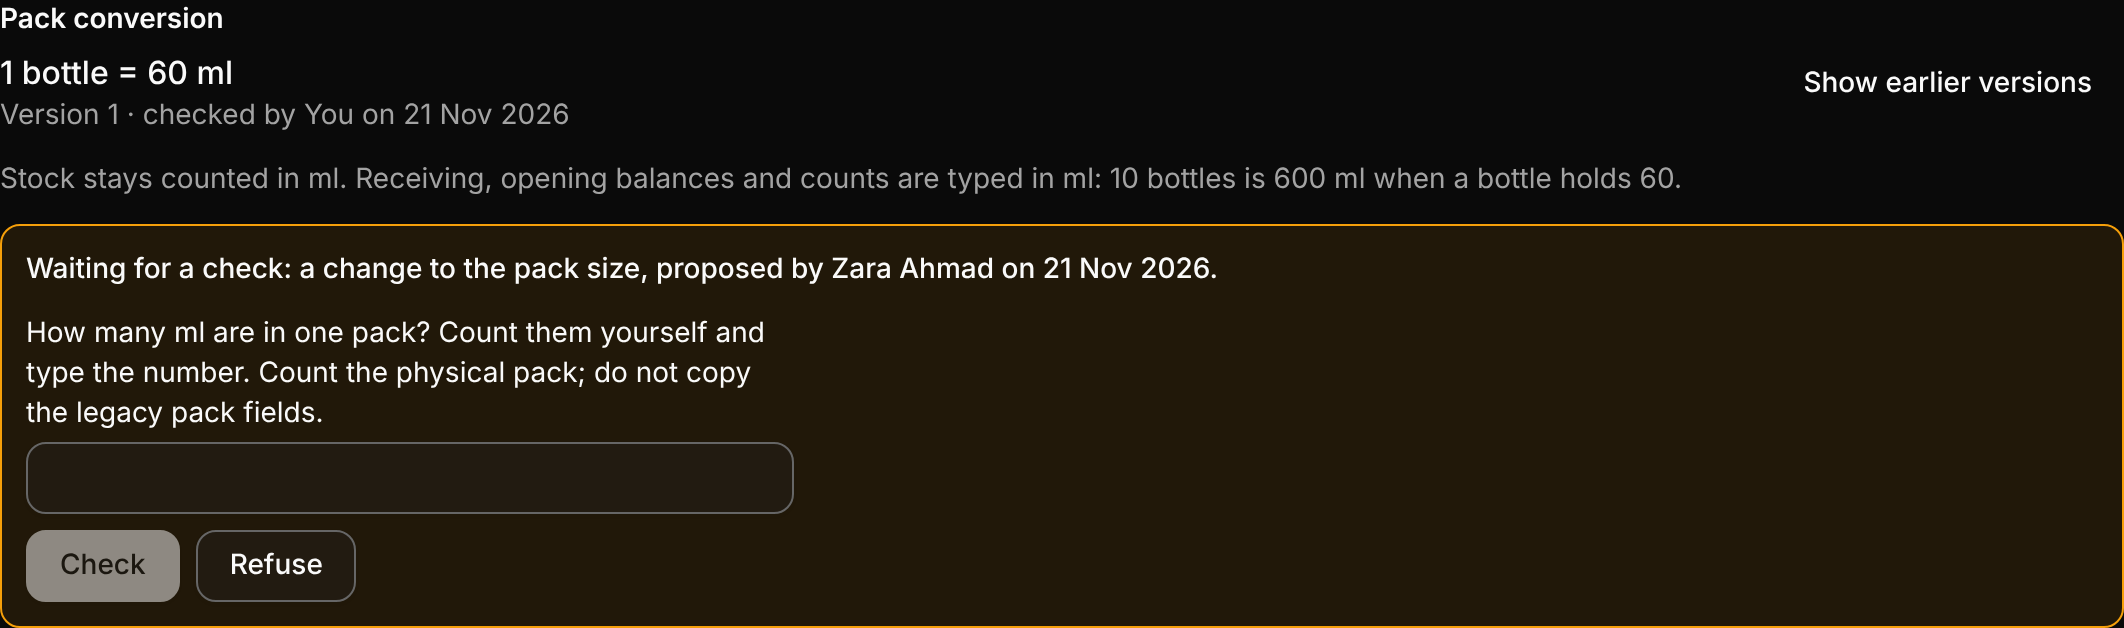 Pack conversion
1 bottle = 60 ml
Show earlier versions
Version 1 · checked by You on 21 Nov 2026
Stock stays counted in ml. Receiving, opening balances and counts are typed in ml: 10 bottles is 600 ml when a bottle holds 60.
Waiting for a check: a change to the pack size, proposed by Zara Ahmad on 21 Nov 2026.
How many ml are in one pack? Count them yourself and
type the number. Count the physical pack; do not copy
the legacy pack fields.
Check
Refuse